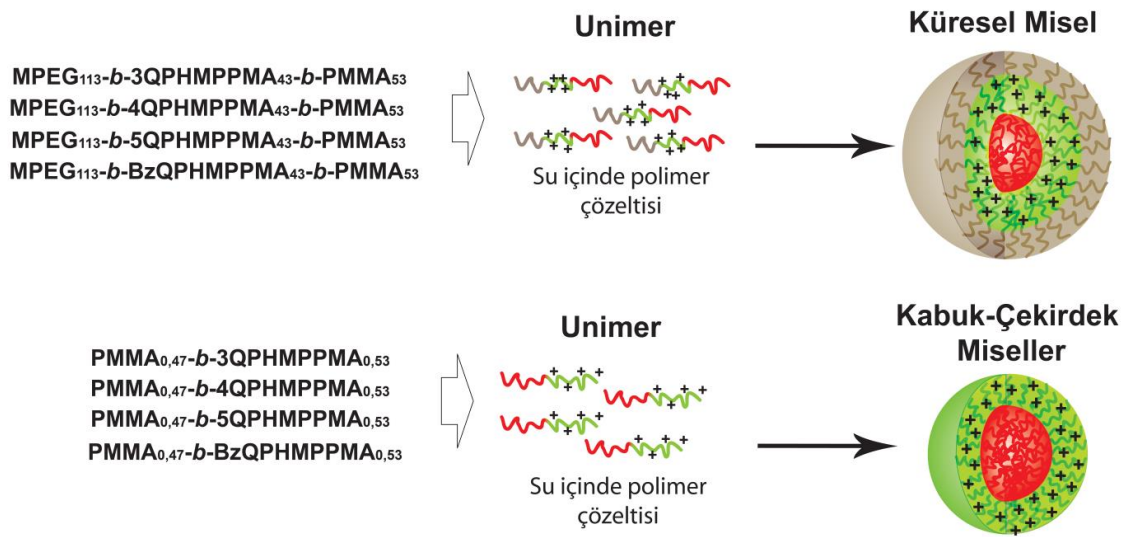 Unimer
Küresel Misel
MPEG113-b-3QPHMPPMA43-b-PMMA53
MPEG113-b-4QPHMPPMA43-b-PMMA53
MPEG113-b-5QPHMPPMA43-b-PMMA53
MPEG113-b-BzQPHMPPMA43-b-PMMA53
Su içinde polimer
çözeltisi
Unimer
Kabuk-Çekirdek
Miseller
PMMA0,47-b-3QPHMPPMA0,53
PMMA0,47-b-4QPHMPPMA0,53
PMMA0,47-b-5QPHMPPMA0,53
PMMA0,47-b-BzQPHMPPMA0,53
Su içinde polimer
çözeltisi